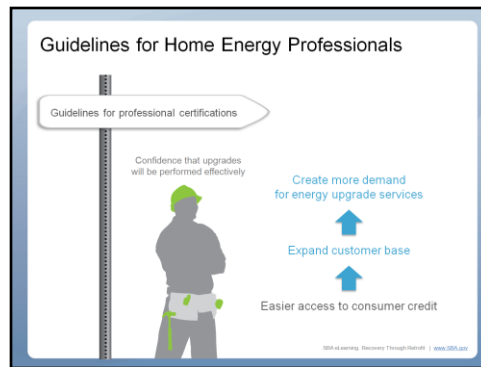 Guidelines for Home Energy Professionals
Guidelines for professional certifications
Confidence that upgrades
will be performed effectively
Create more demand
for energy upgrade services
Expand customer base
Easier access to consumer credit
SBA eLearning, Recovery Through Retrofit | www.SBA.gov